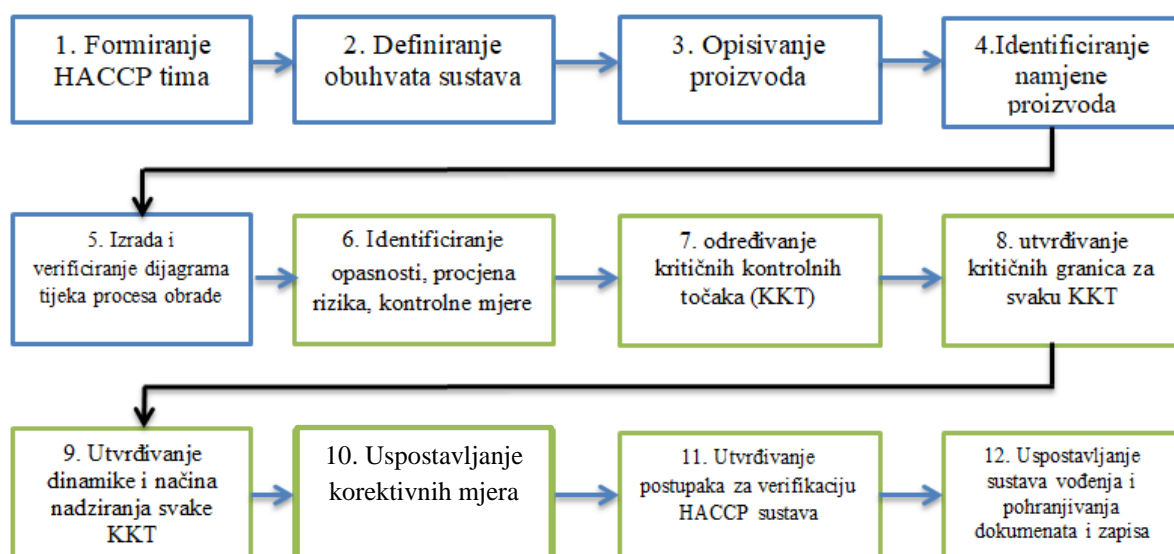 1. Formiranje
HACCP tima
2. Definiranje
obuhvata sustava
3. Opisivanje
proizvoda
4.Identificiranje
namjene
proizvoda
5. Izrada i
verificiranje dijagrama
tijeka procesa obrade
6. Identificiranje
opasnosti, procjena
rizika, kontrolne mjere
7. određivanje
kritičnih kontrolnih
točaka (KKT)
8. utvrđivanje
kritičnih granica za
svaku KKT
9. Utvrđivanje
dinamike i načina
nadziranja svake
KKT
10. Uspostavljanje
korektivnih mjera
11. Utvrđivanje
postupaka za verifikaciju
HACCP sustava
12. Uspostavljanje
sustava vođenja i
pohranjivanja
dokumenata i zapisa